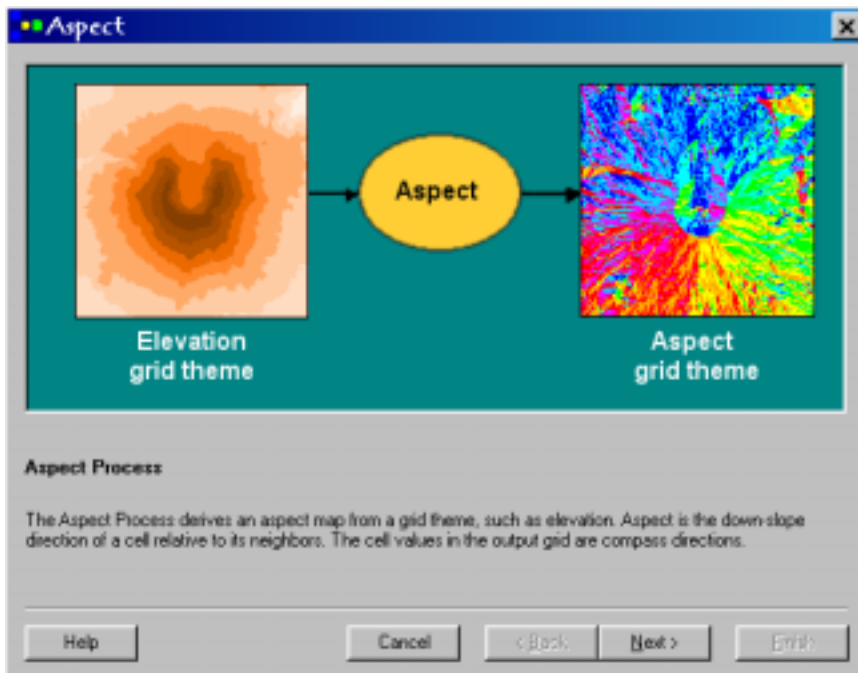 Aspect
Aspect
Elevation
grid theme
Aspect
grid theme
Aspect Process
The Aspect Process derives an aspect map from a grid theme, such as elevation. Aspect is the down-slope
direction of a cell relative to its neighbors. The cell values in the output grid are compass directions.
Help
Cancel
< Back
Next >
Finish